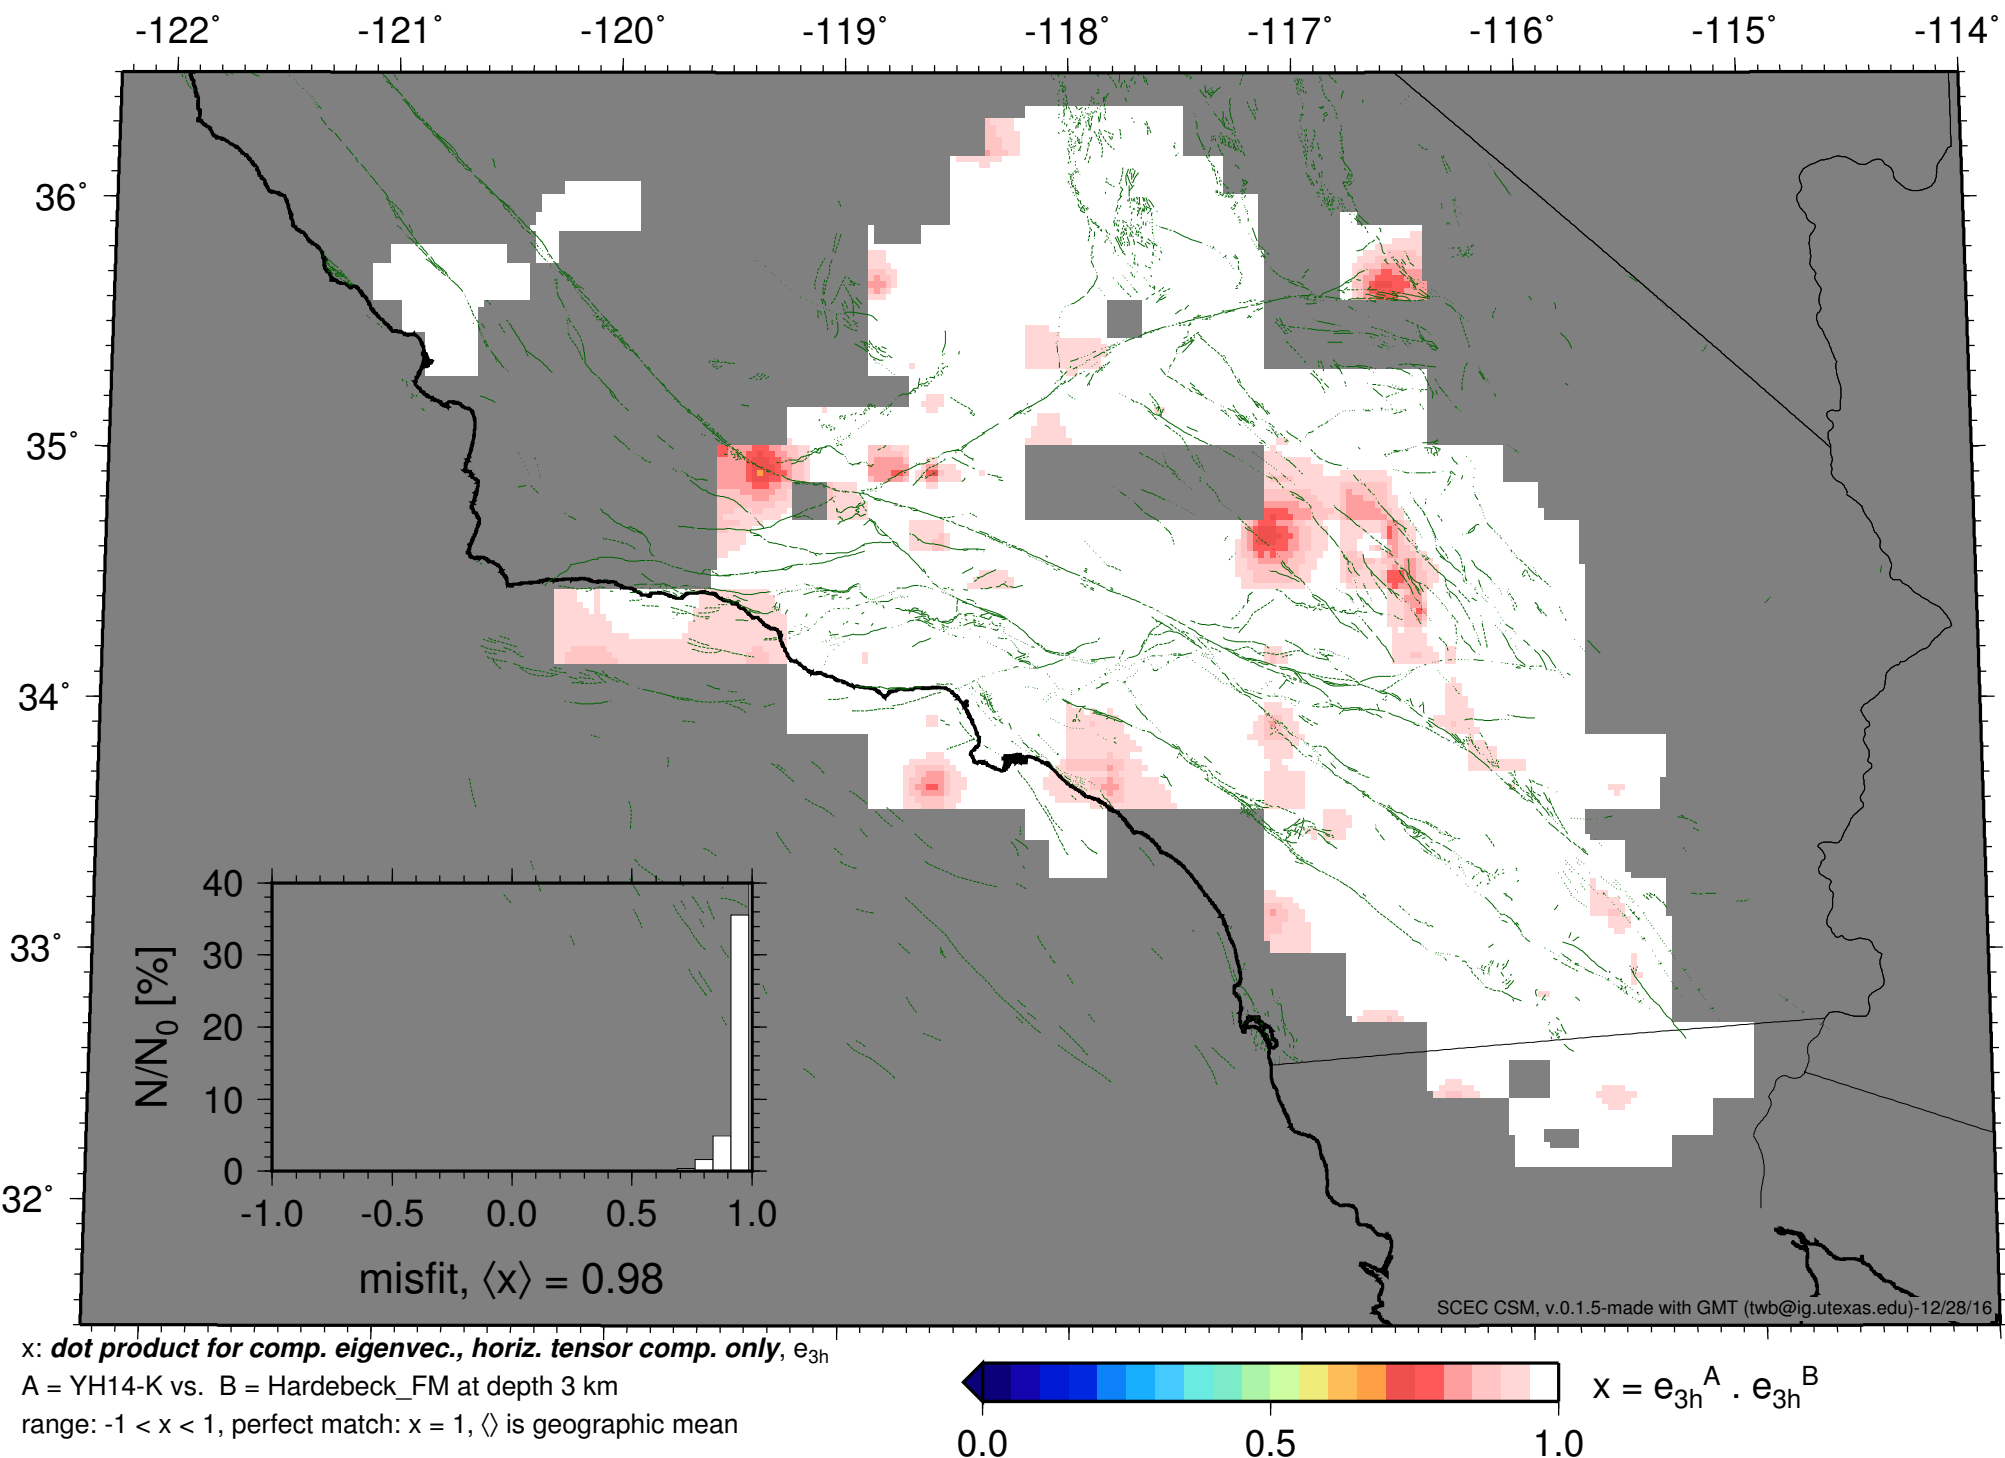 -122° -121° -120° -119° -118° -117° -116° -115° -114°
36°
35°
34°
33°
32°
40
30
20
10
0
N/N0 [%]
-1.0 -0.5 0.0 0.5 1.0
misfit, ⟨x⟩ = 0.98
SCEC CSM, v.0.1.5-made with GMT (twb@ig.utexas.edu)-12/28/16
x: dot product for comp. eigenvec., horiz. tensor comp. only, e3h
A = YH14-K vs. B = Hardebeck_FM at depth 3 km
range: -1 < x < 1, perfect match: x = 1, ⟨⟩ is geographic mean
x = e3h^A . e3h^B
0.0 0.5 1.0